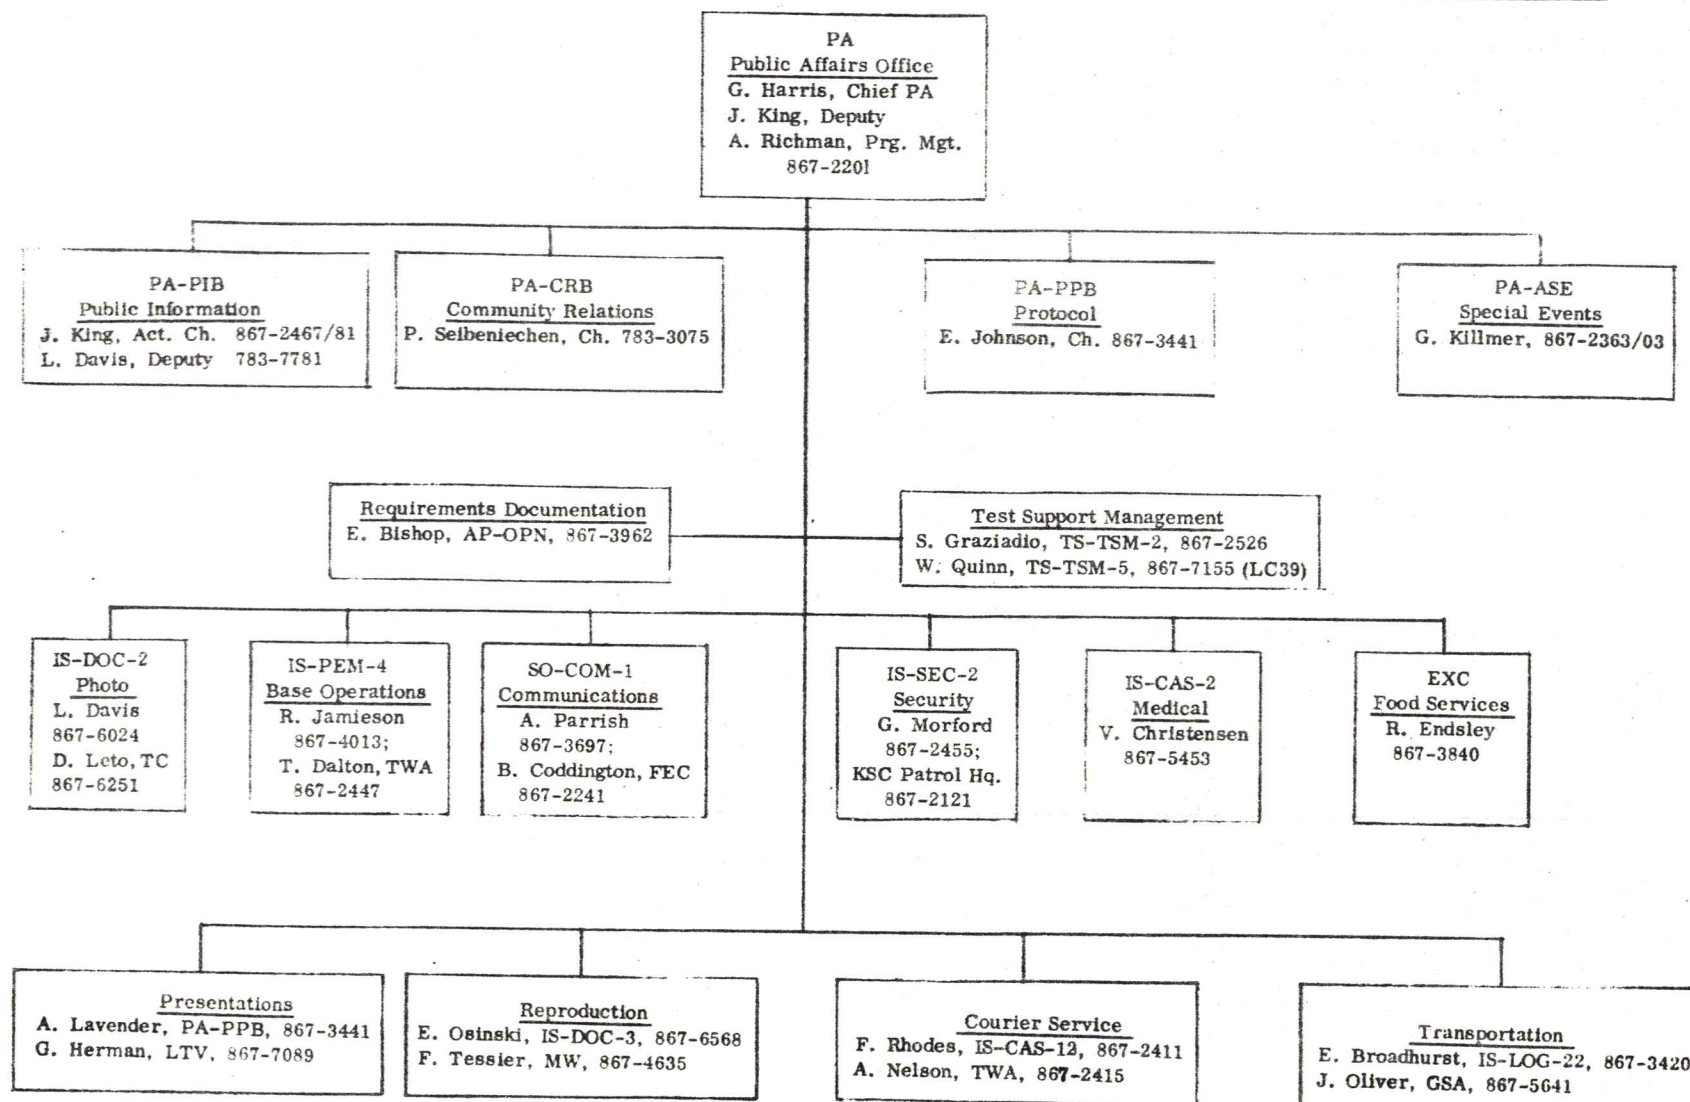 PA
Public Affairs Office
G. Harris, Chief PA
J. King, Deputy
A. Richman, Prg. Mgt.
867-2201
PA-PIB
Public Information
J. King, Act. Ch. 867-2467/81
L. Davis, Deputy 783-7781
PA-CRB
Community Relations
P. Seibeniechen, Ch. 783-3075
PA-PPB
Protocol
E. Johnson, Ch. 867-3441
PA-ASE
Special Events
G. Killmer, 867-2363/03
Requirements Documentation
E. Bishop, AP-OPN, 867-3962
Test Support Management
S. Graziadio, TS-TSM-2, 867-2526
W. Quinn, TS-TSM-5, 867-7155 (LC39)
IS-DOC-2
Photo
L. Davis
867-6024
D. Leto, TC
867-6251
IS-PEM-4
Base Operations
R. Jamieson
867-4013;
T. Dalton, TWA
867-2447
SO-COM-1
Communications
A. Parrish
867-3697;
B. Coddington, FEC
867-2241
IS-SEC-2
Security
G. Morford
867-2455;
KSC Patrol Hq.
867-2121
IS-CAS-2
Medical
V. Christensen
867-5453
EXC
Food Services
R. Endsley
867-3840
Presentations
A. Lavender, PA-PPB, 867-3441
G. Herman, LTV, 867-7089
Reproduction
E. Osinski, IS-DOC-3, 867-6568
F. Tessier, MW, 867-4635
Courier Service
F. Rhodes, IS-CAS-12, 867-2411
A. Nelson, TWA, 867-2415
Transportation
E. Broadhurst, IS-LOG-22, 867-3420
J. Oliver, GSA, 867-5641